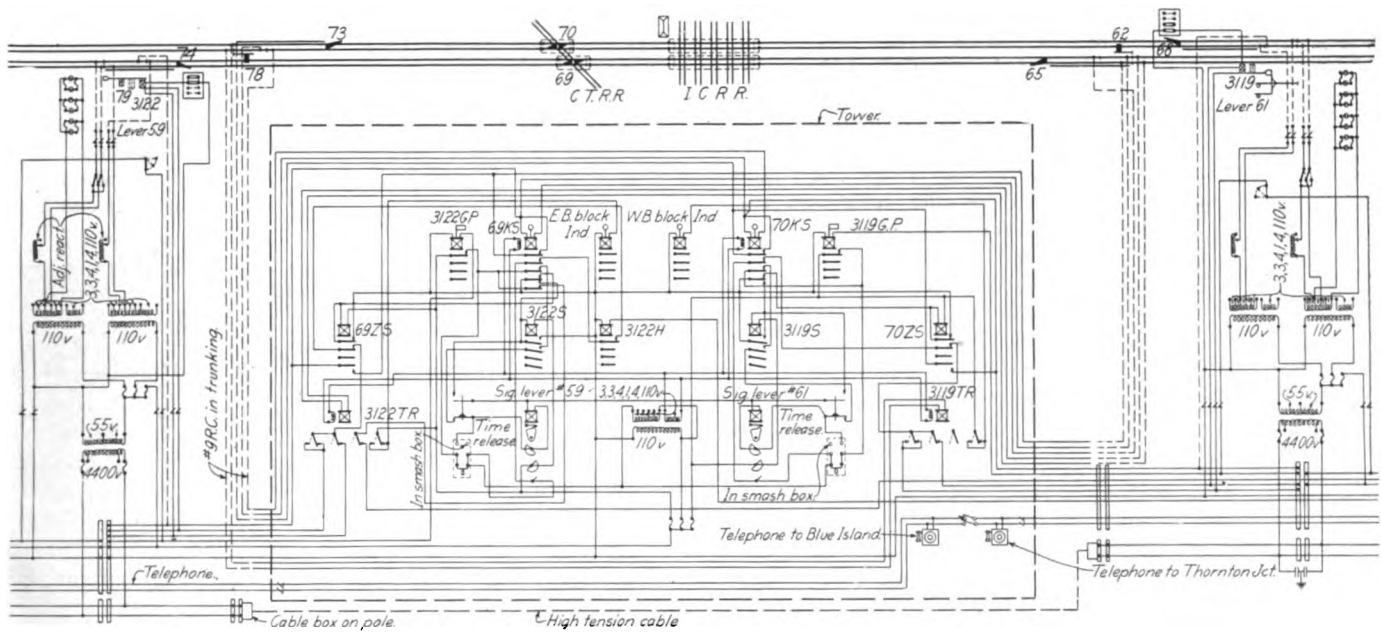 73
70
62
68
74
78
69
65
79
3122
3119
C T. R.R.
I C R R.
Lever 59
Lever 61
Tower.
3122G.P
69KS
E.B. block
Ind
W.B. block Ind
70KS
3119G.P.
Adj. react.
3,3,4,1,4,110v.
3,3,4,1,4,110v.
69ZS
3122S
3122H
3119S
70ZS
110v
110v
110v
110v
#9 R.C. in trunking.
Sig. lever #59
3,3,4,1,4,110v.
Sig. lever #61
3122TR
3119TR
Time
release.
110v
Time
release.
55v.
4400v
In smash box.
In smash box.
55v
4400v
Telephone to Blue Island.
Telephone.
Telephone to Thornton Jct.
Cable box on pole.
High tension cable